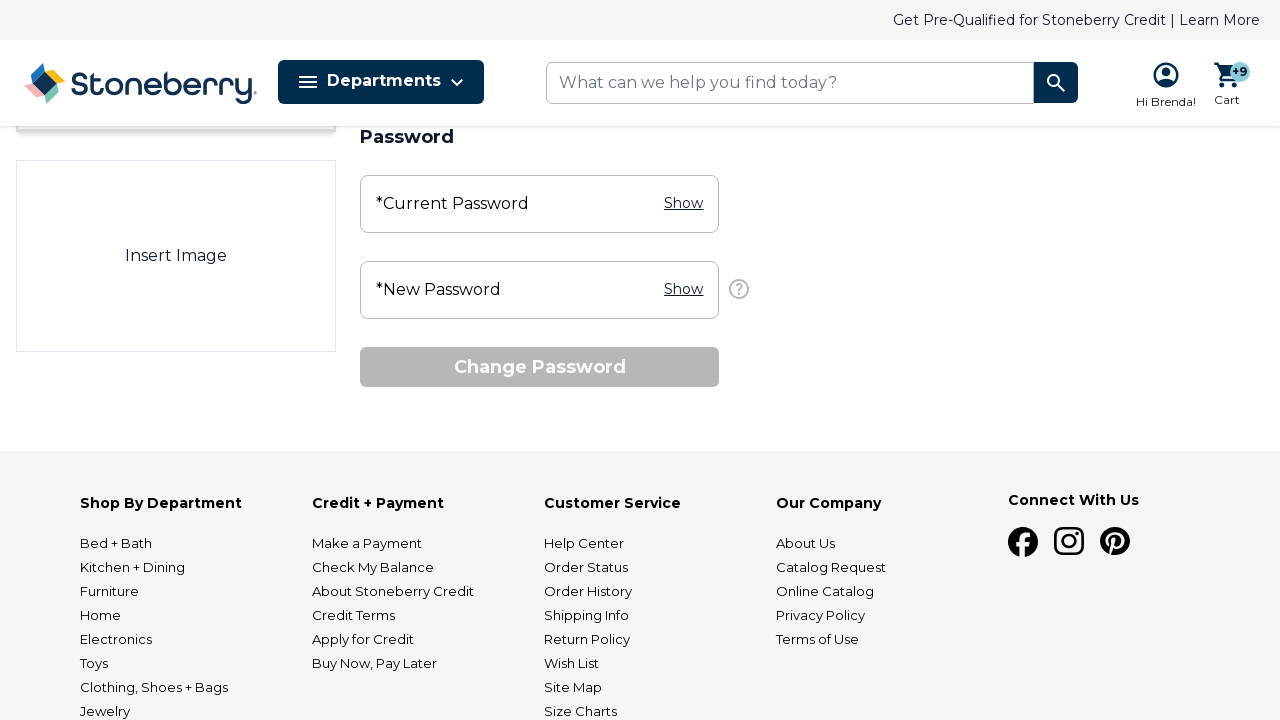 Get Pre-Qualified for Stoneberry Credit | Learn More
Stoneberry
Departments
What can we help you find today?
Hi Brenda!
+9
Cart
Password
*Current Password
Show
Insert Image
*New Password
Show
Change Password
Shop By Department
Bed + Bath
Kitchen + Dining
Furniture
Home
Electronics
Toys
Clothing, Shoes + Bags
Jewelry
Credit + Payment
Make a Payment
Check My Balance
About Stoneberry Credit
Credit Terms
Apply for Credit
Buy Now, Pay Later
Customer Service
Help Center
Order Status
Order History
Shipping Info
Return Policy
Wish List
Site Map
Size Charts
Our Company
About Us
Catalog Request
Online Catalog
Privacy Policy
Terms of Use
Connect With Us